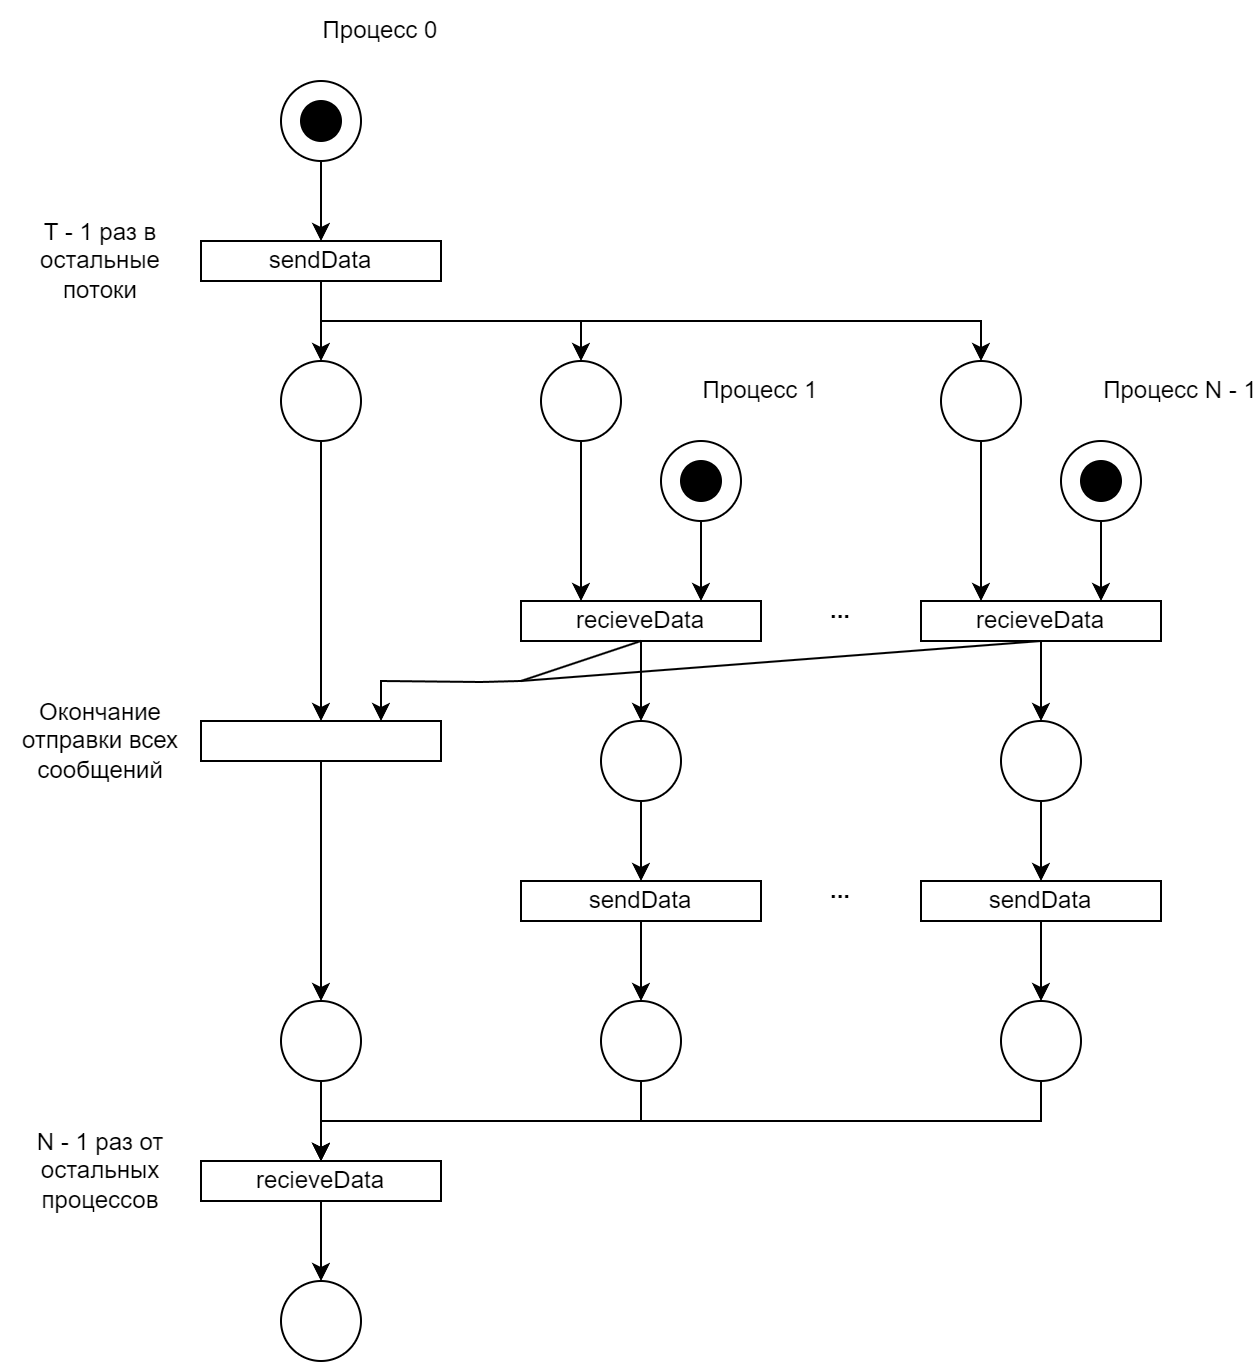 Процесс 0
T - 1 раз в
остальные
потоки
sendData
Процесс 1
Процесс N - 1
recieveData
...
recieveData
Окончание
отправки всех
сообщений
sendData
...
sendData
N - 1 раз от
остальных
процессов
recieveData